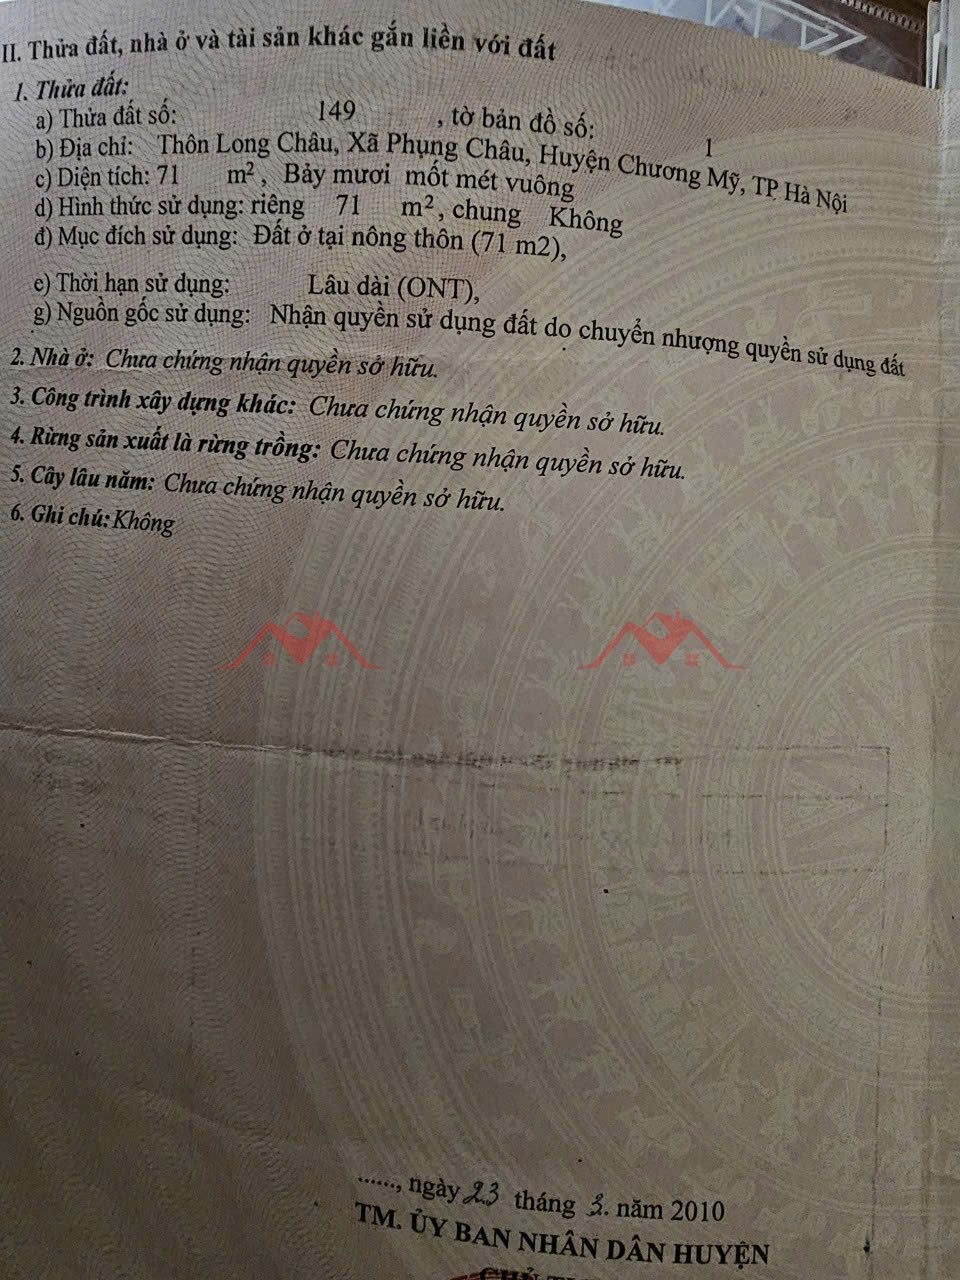 II. Thửa đất, nhà ở và tài sản khác gắn liền với đất
1. Thửa đất:
a) Thửa đất số: 149 , tờ bản đồ số: 1
b) Địa chỉ: Thôn Long Châu, Xã Phụng Châu, Huyện Chương Mỹ, TP Hà Nội
c) Diện tích: 71 m², Bảy mươi mốt mét vuông
d) Hình thức sử dụng: riêng 71 m², chung Không
đ) Mục đích sử dụng: Đất ở tại nông thôn (71 m2),
e) Thời hạn sử dụng: Lâu dài (ONT),
g) Nguồn gốc sử dụng: Nhận quyền sử dụng đất do chuyển nhượng quyền sử dụng đất
2. Nhà ở: Chưa chứng nhận quyền sở hữu.
3. Công trình xây dựng khác: Chưa chứng nhận quyền sở hữu.
4. Rừng sản xuất là rừng trồng: Chưa chứng nhận quyền sở hữu.
5. Cây lâu năm: Chưa chứng nhận quyền sở hữu.
6. Ghi chú: Không
......, ngày 23 tháng 3. năm 2010
TM. ỦY BAN NHÂN DÂN HUYỆN